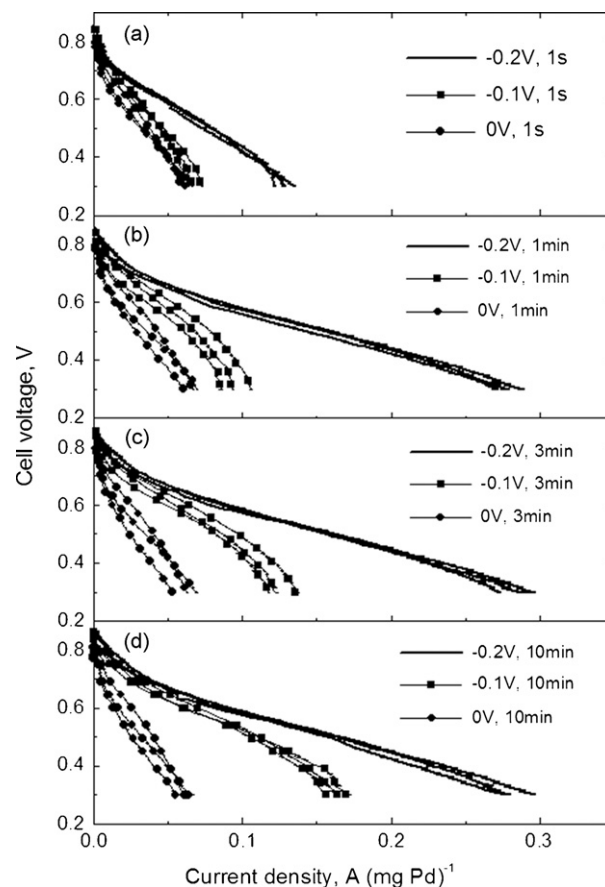 (a)
0.8
0.6
0.4
0.2
-0.2V, 1s
-0.1V, 1s
0V, 1s
(b)
0.8
0.6
0.4
0.2
-0.2V, 1min
-0.1V, 1min
0V, 1min
(c)
0.8
0.6
0.4
0.2
-0.2V, 3min
-0.1V, 3min
0V, 3min
(d)
0.8
0.6
0.4
0.2
-0.2V, 10min
-0.1V, 10min
0V, 10min
0.0 0.1 0.2 0.3
Cell voltage, V
Current density, A (mg Pd)⁻¹